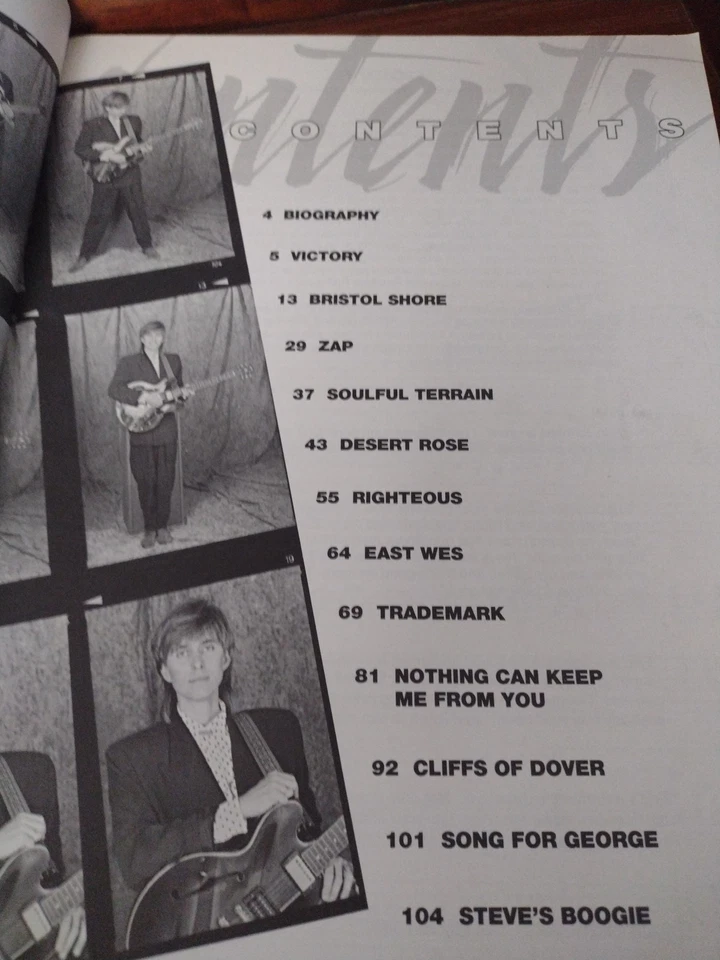 Contents
CONTENTS
4 BIOGRAPHY
5 VICTORY
13 BRISTOL SHORE
29 ZAP
37 SOULFUL TERRAIN
43 DESERT ROSE
55 RIGHTEOUS
64 EAST WES
69 TRADEMARK
81 NOTHING CAN KEEP
ME FROM YOU
92 CLIFFS OF DOVER
101 SONG FOR GEORGE
104 STEVE'S BOOGIE